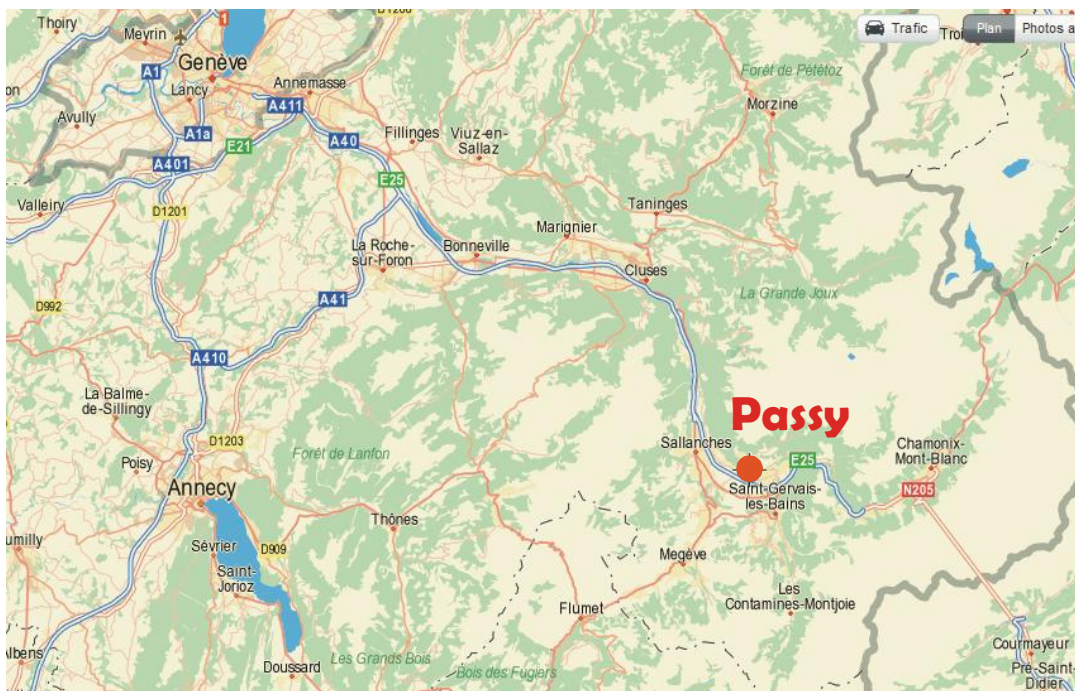 Thoiry
D1206
1
Trafic
Plan
Photos a
Meyrin
Genève
A1
Annemasse
Forêt de Pététoz
Lancy
A411
Morzine
Avully
A1a
A40
Fillinges
Viuz-en-
Sallaz
E21
A401
E25
Valleiry
D1201
Taninges
La Roche-
sur-Foron
Bonneville
Marignier
Cluses
D992
A41
La Grande Joux
A410
La Balme-
de-Sillingy
Passy
D1203
Forêt de Lanfon
Sallanches
Chamonix-
Mont-Blanc
Poisy
E25
Annecy
Saint-Gervais-
les-Bains
N205
Thônes
umilly
Sévrier
D909
Saint-
Jorioz
Megève
Les
Contamines-Montjoie
Flumet
Albens
Courmayeur
Les Grands Bois
Doussard
Bois des Fugiers
Pré-Saint-
Didier